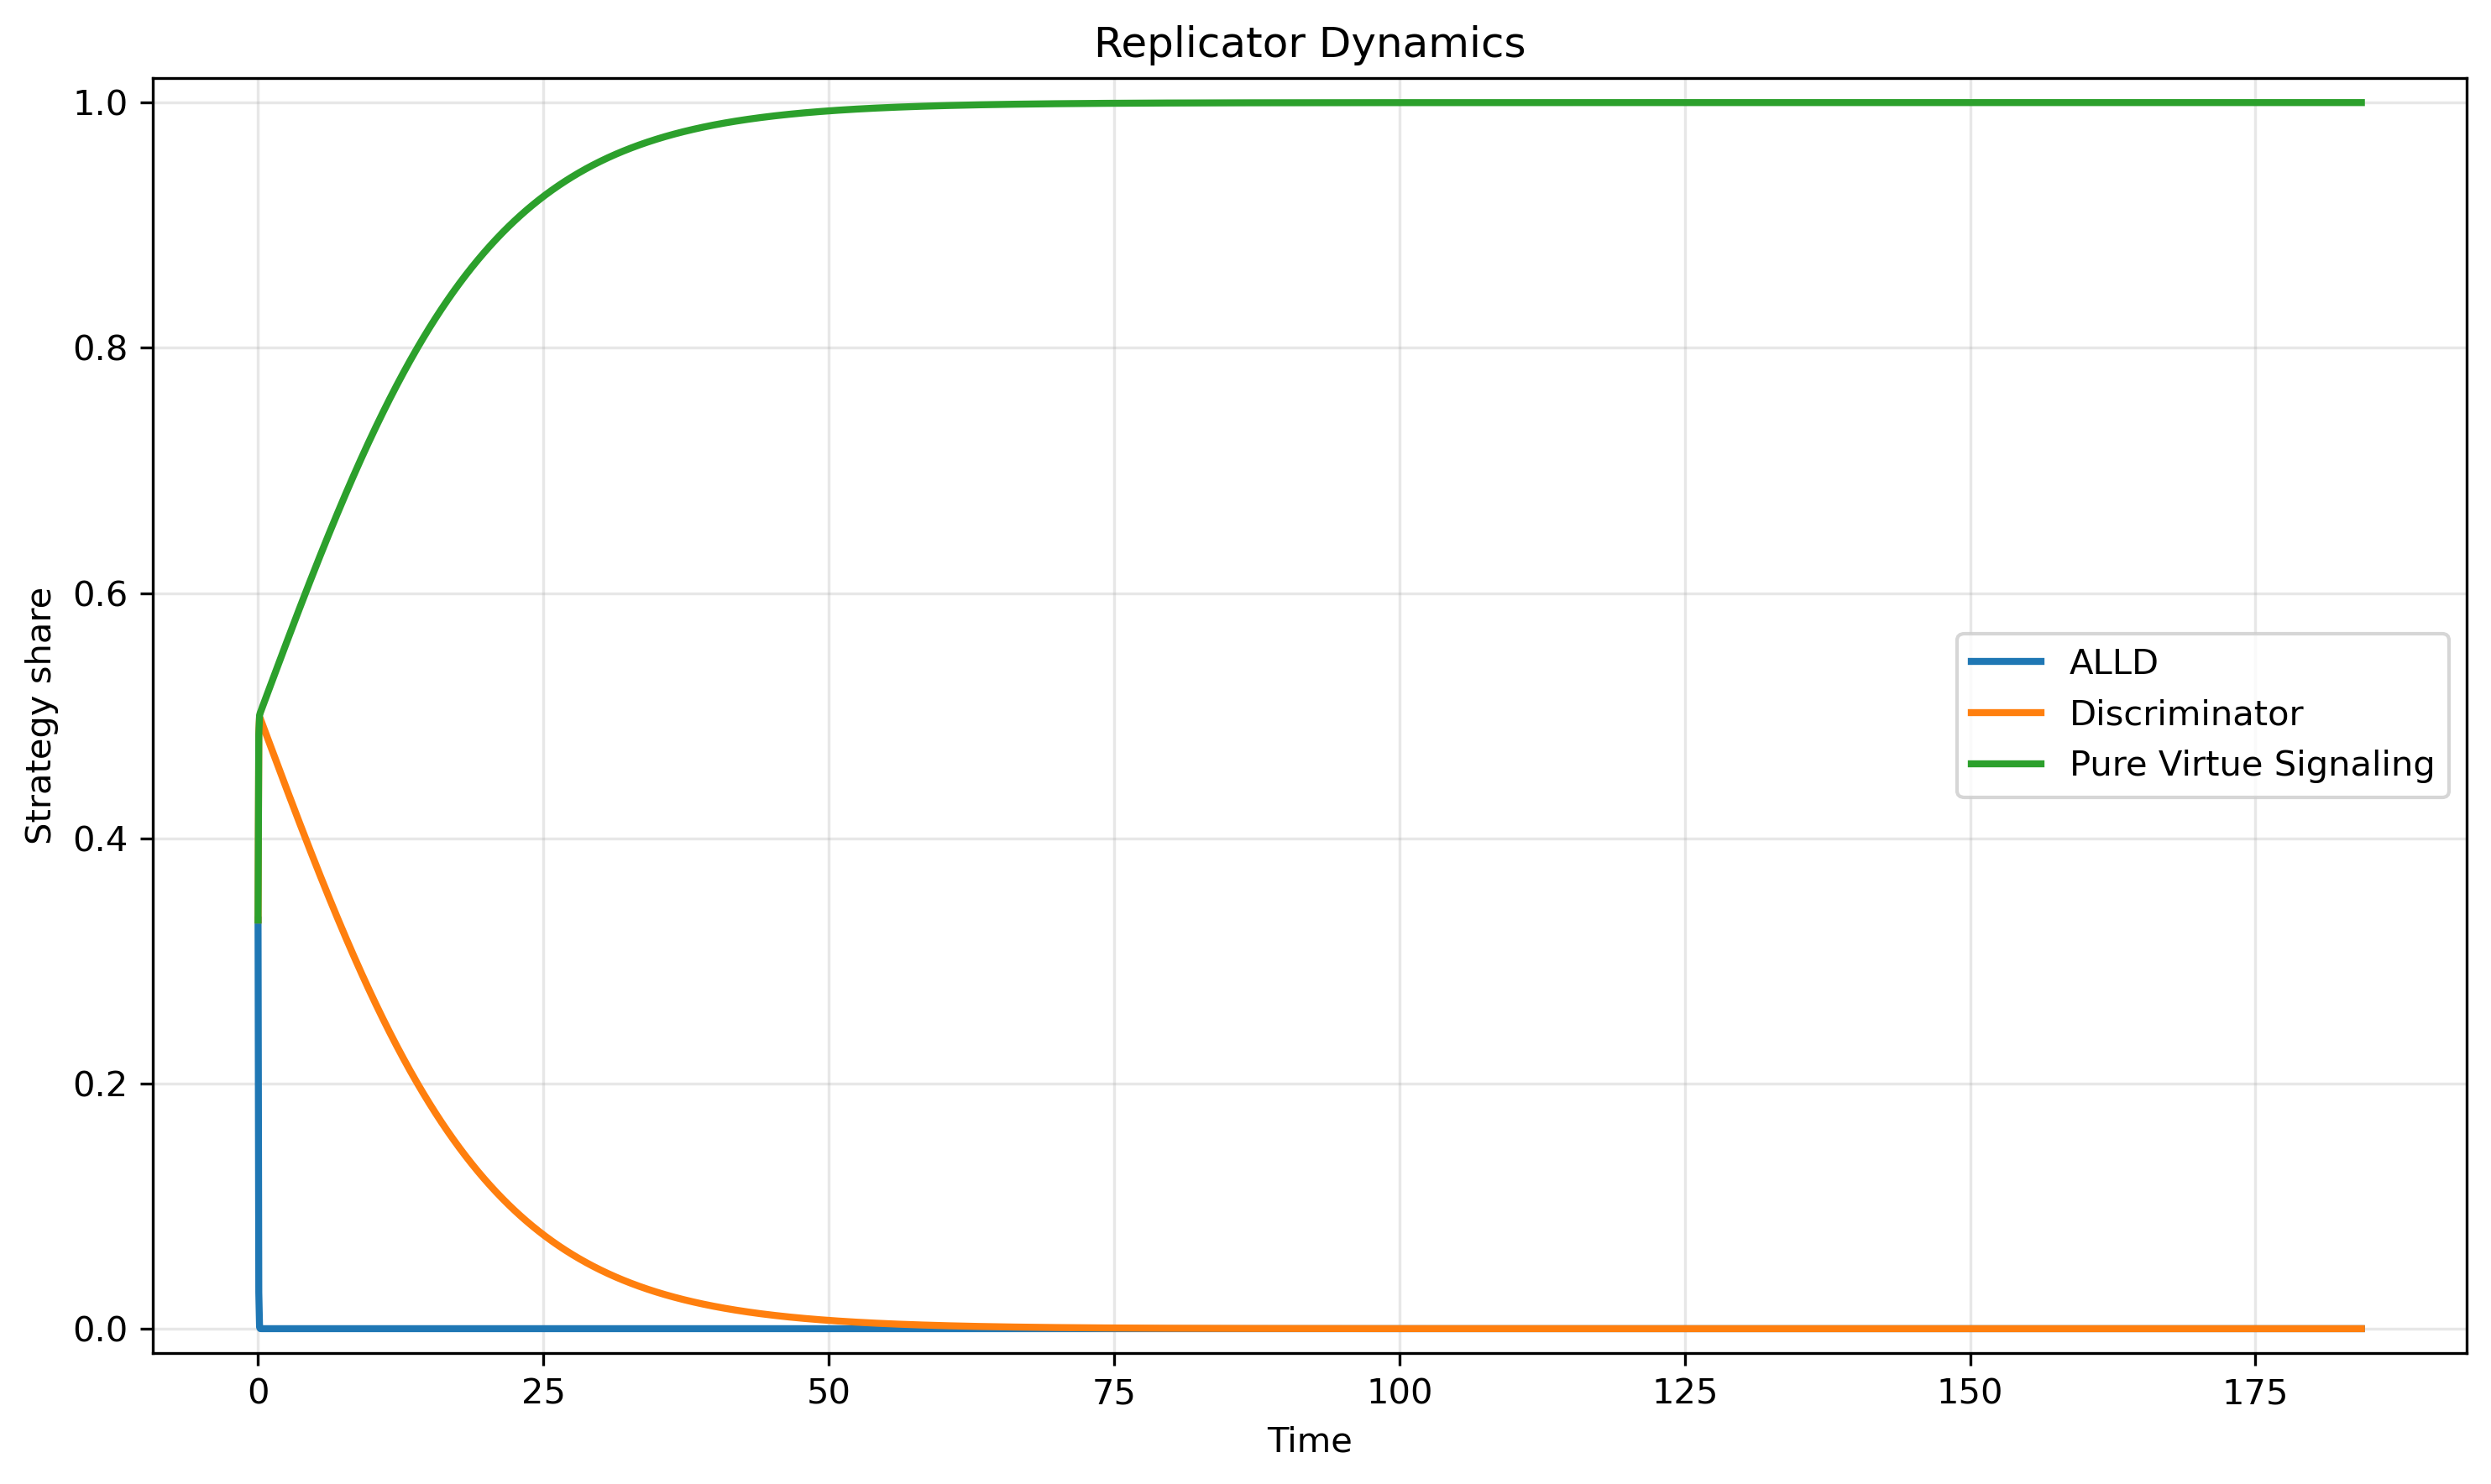 Replicator Dynamics
1.0
0.8
0.6
0.4
0.2
0.0
Strategy share
ALLD
Discriminator
Pure Virtue Signaling
0 25 50 75 100 125 150 175
Time